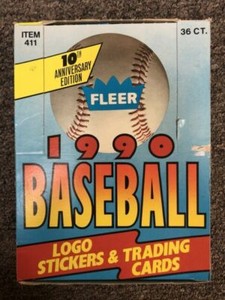 ITEM
411
36 CT.
10TH
ANNIVERSARY
EDITION
FLEER
1990
BASEBALL
LOGO
STICKERS & TRADING
CARDS